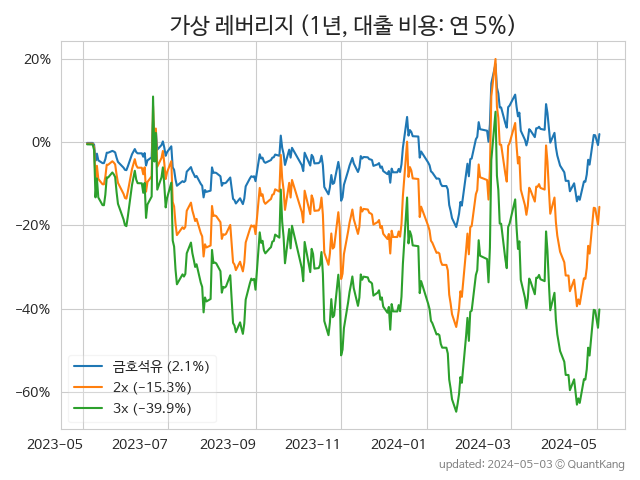 가상 레버리지 (1년, 대출 비용: 연 5%)
20%
0%
−20%
−40%
−60%
금호석유 (2.1%)
2x (−15.3%)
3x (−39.9%)
2023-05 2023-07 2023-09 2023-11 2024-01 2024-03 2024-05
updated: 2024-05-03 © QuantKang